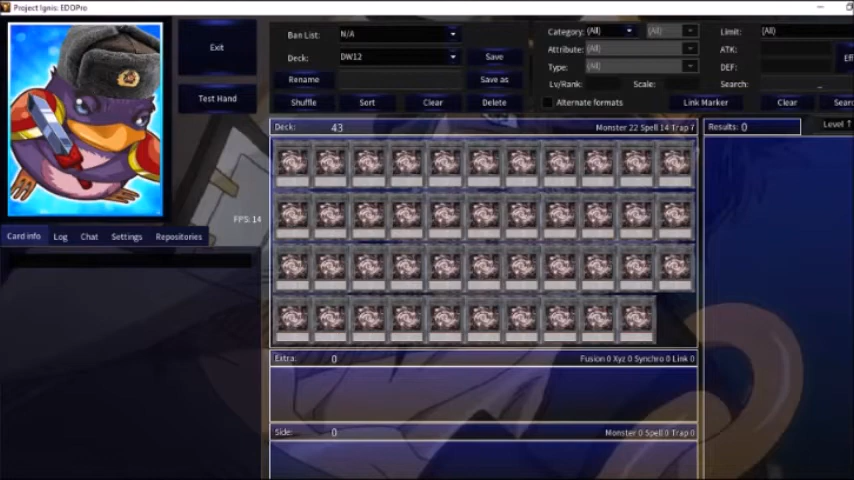 Project Ignis: EDOPro
Exit
Test Hand
FPS: 14
Card info Log Chat Settings Repositories
Ban List: N/A
Deck: DW12 Save
Rename Save as
Shuffle Sort Clear Delete
Category: (All) (All) Limit: (All)
Attribute: (All) ATK:
Type: (All) DEF:
Lv/Rank: Scale: Search:
Alternate formats Link Marker Clear
Deck: 43 Monster 22 Spell 14 Trap 7
Results: 0 Level ↑
Extra: 0 Fusion 0 Xyz 0 Synchro 0 Link 0
Side: 0 Monster 0 Spell 0 Trap 0